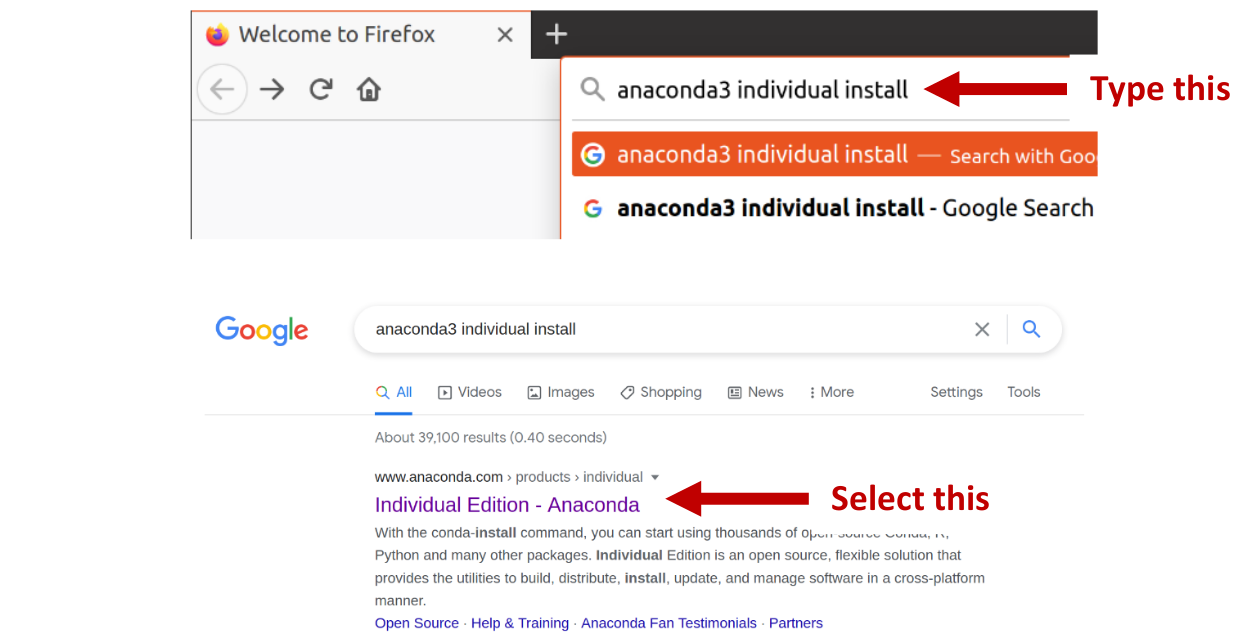 Welcome to Firefox
anaconda3 individual install
Type this
anaconda3 individual install — Search with Goo
anaconda3 individual install - Google Search
Google
anaconda3 individual install
All Videos Images Shopping News More Settings Tools
About 39,100 results (0.40 seconds)
www.anaconda.com › products › individual
Individual Edition - Anaconda
Select this
With the conda-install command, you can start using thousands of open-source Conda, R,
Python and many other packages. Individual Edition is an open source, flexible solution that
provides the utilities to build, distribute, install, update, and manage software in a cross-platform
manner.
Open Source · Help & Training · Anaconda Fan Testimonials · Partners